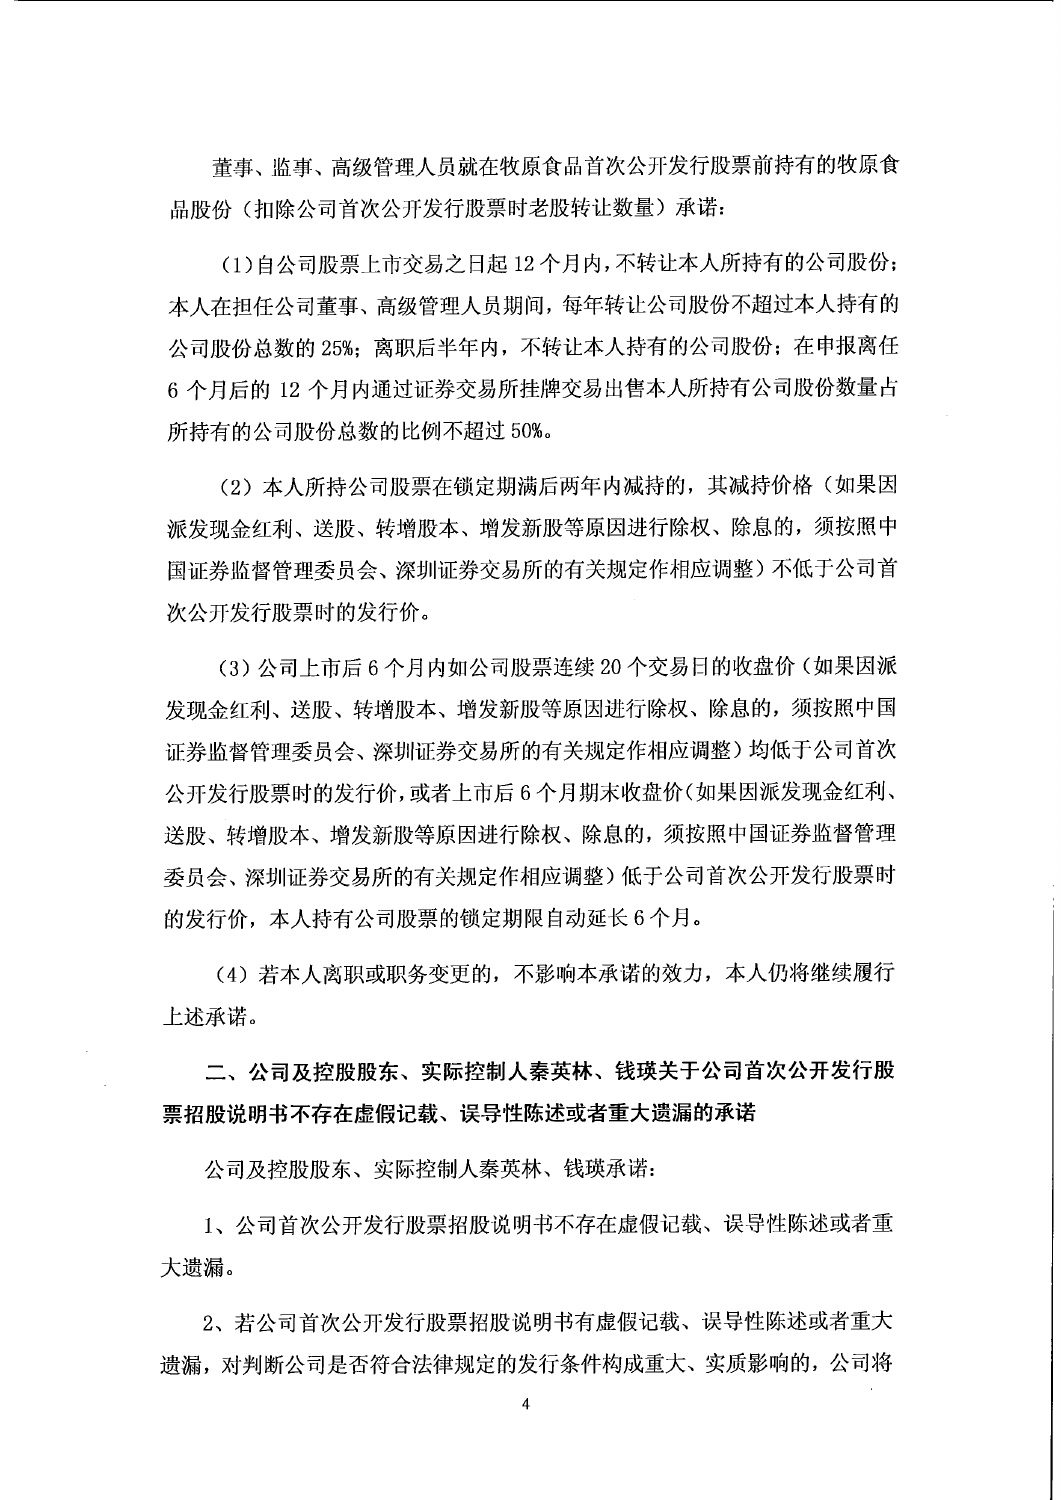 董事、监事、高级管理人员就在牧原食品首次公开发行股票前持有的牧原食
品股份（扣除公司首次公开发行股票时老股转让数量）承诺：
（1）自公司股票上市交易之日起 12 个月内，不转让本人所持有的公司股份；
本人在担任公司董事、高级管理人员期间，每年转让公司股份不超过本人持有的
公司股份总数的 25%；离职后半年内，不转让本人持有的公司股份；在申报离任
6 个月后的 12 个月内通过证券交易所挂牌交易出售本人所持有公司股份数量占
所持有的公司股份总数的比例不超过 50%。
（2）本人所持公司股票在锁定期满后两年内减持的，其减持价格（如果因
派发现金红利、送股、转增股本、增发新股等原因进行除权、除息的，须按照中
国证券监督管理委员会、深圳证券交易所的有关规定作相应调整）不低于公司首
次公开发行股票时的发行价。
（3）公司上市后 6 个月内如公司股票连续 20 个交易日的收盘价（如果因派
发现金红利、送股、转增股本、增发新股等原因进行除权、除息的，须按照中国
证券监督管理委员会、深圳证券交易所的有关规定作相应调整）均低于公司首次
公开发行股票时的发行价，或者上市后 6 个月期末收盘价（如果因派发现金红利、
送股、转增股本、增发新股等原因进行除权、除息的，须按照中国证券监督管理
委员会、深圳证券交易所的有关规定作相应调整）低于公司首次公开发行股票时
的发行价，本人持有公司股票的锁定期限自动延长 6 个月。
（4）若本人离职或职务变更的，不影响本承诺的效力，本人仍将继续履行
上述承诺。
二、公司及控股股东、实际控制人秦英林、钱瑛关于公司首次公开发行股
票招股说明书不存在虚假记载、误导性陈述或者重大遗漏的承诺
公司及控股股东、实际控制人秦英林、钱瑛承诺：
1、公司首次公开发行股票招股说明书不存在虚假记载、误导性陈述或者重
大遗漏。
2、若公司首次公开发行股票招股说明书有虚假记载、误导性陈述或者重大
遗漏，对判断公司是否符合法律规定的发行条件构成重大、实质影响的，公司将
4